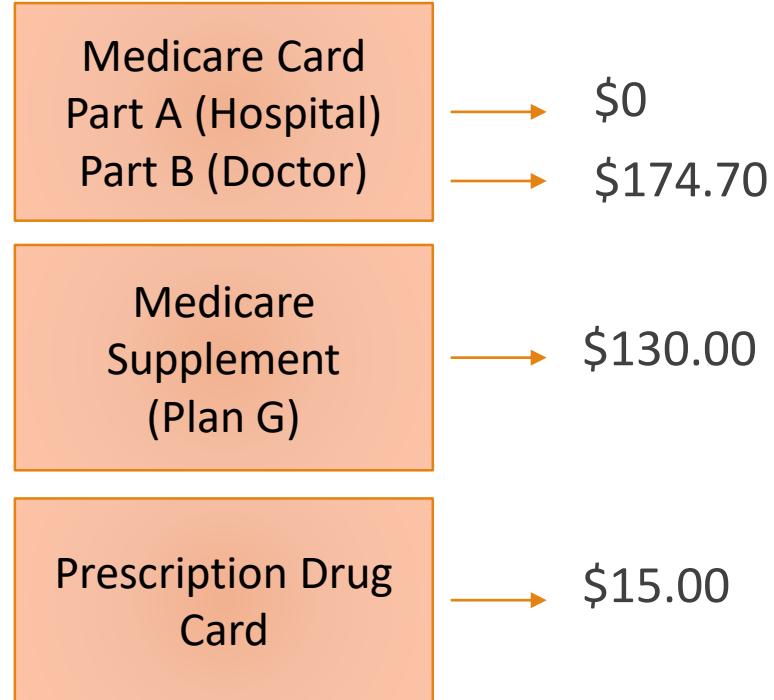 Medicare Card
Part A (Hospital)
Part B (Doctor)
$0
$174.70
Medicare
Supplement
(Plan G)
$130.00
Prescription Drug
Card
$15.00